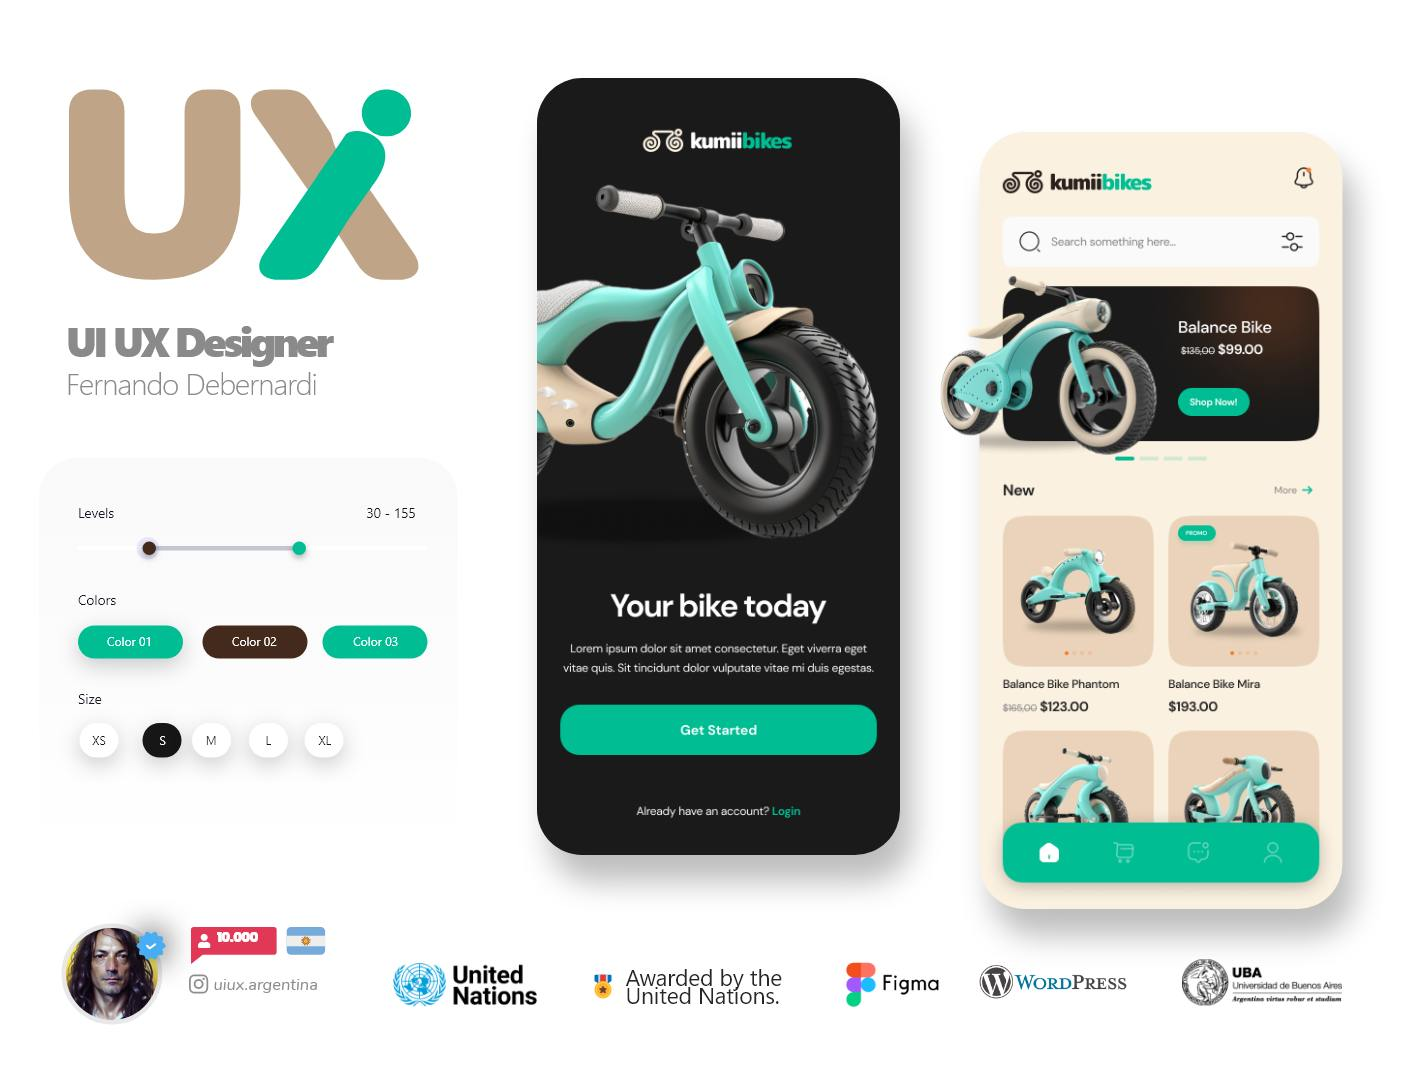 UX
UI UX Designer
Fernando Debernardi
Levels
30 - 155
Colors
Color 01
Color 02
Color 03
Size
XS
S
M
L
XL
kumiibikes
Your bike today
Lorem ipsum dolor sit amet consectetur. Eget viverra eget
vitae quis. Sit tincidunt dolor vulputate vitae mi duis egestas.
Get Started
Already have an account? Login
kumiibikes
Search something here...
Balance Bike
$135,00 $99.00
Shop Now!
New
More
PROMO
Balance Bike Phantom
$165,00 $123.00
Balance Bike Mira
$193.00
10.000
uiux.argentina
United
Nations
Awarded by the
United Nations.
Figma
WORDPRESS
UBA
Universidad de Buenos Aires
Argentina virtus robur et studium